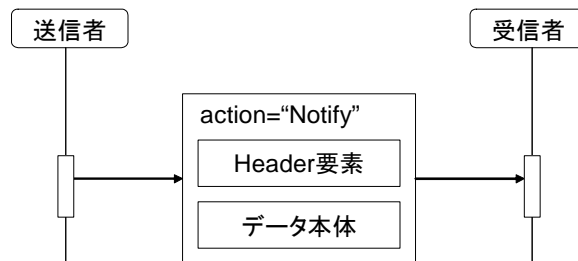 送信者
受信者
action=“Notify”
Header要素
データ本体